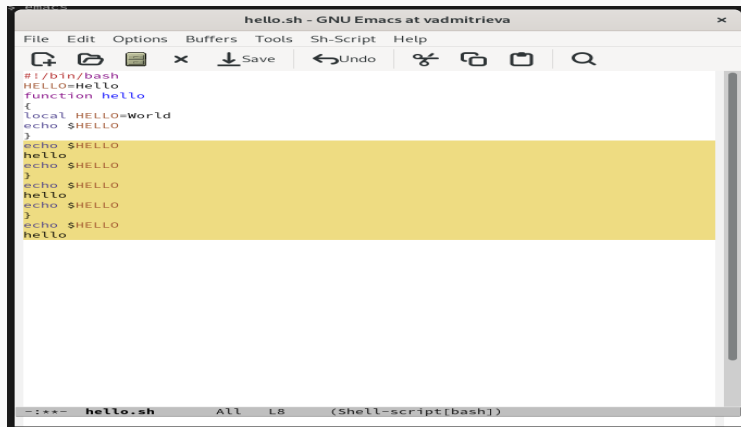 emacs
hello.sh - GNU Emacs at vadmitrieva ×
File Edit Options Buffers Tools Sh-Script Help
Save Undo
#!/bin/bash
HELLO=Hello
function hello
{
local HELLO=World
echo $HELLO
}
echo $HELLO
hello
echo $HELLO
}
echo $HELLO
hello
echo $HELLO
}
echo $HELLO
hello
-:**- hello.sh All L8 (Shell-script[bash])